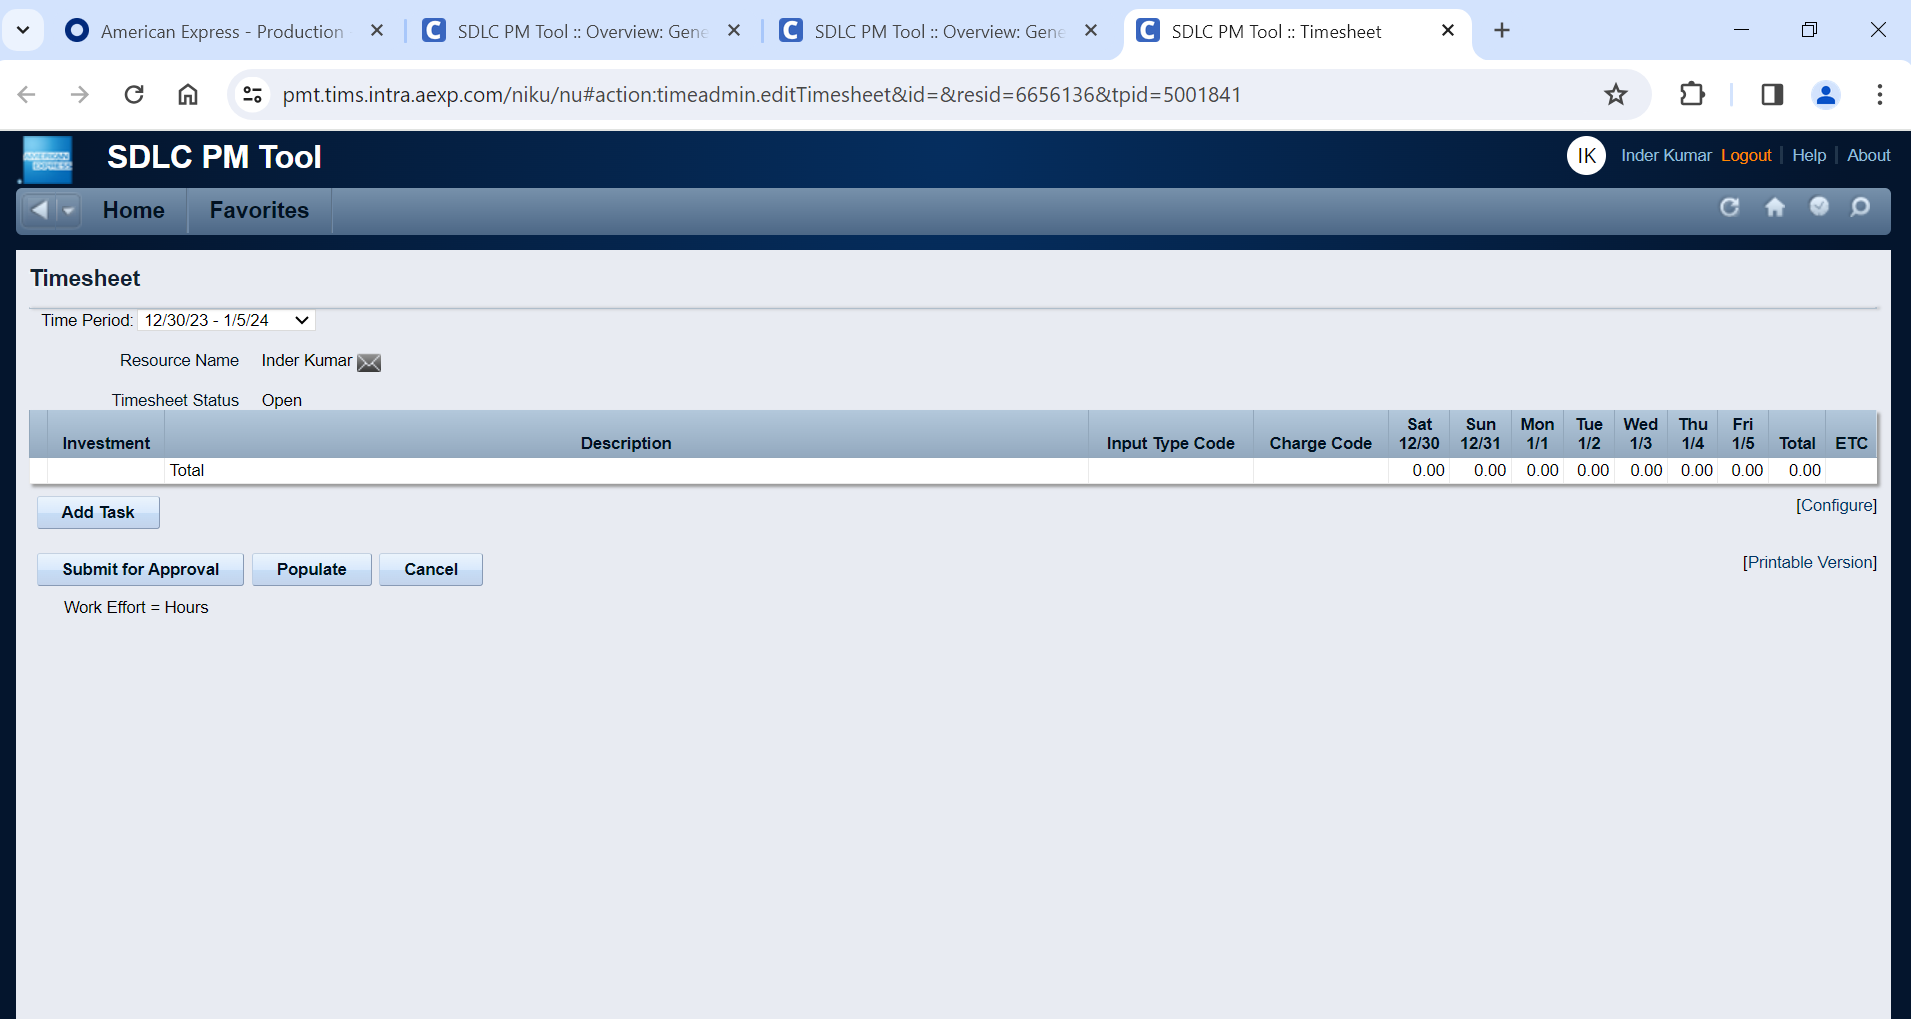 American Express - Production
SDLC PM Tool :: Overview: Gene
SDLC PM Tool :: Overview: Gene
SDLC PM Tool :: Timesheet
pmt.tims.intra.aexp.com/niku/nu#action:timeadmin.editTimesheet&id=&resid=6656136&tpid=5001841
AMERICAN
EXPRESS
SDLC PM Tool
IK Inder Kumar Logout Help About
Home Favorites
Timesheet
Time Period: 12/30/23 - 1/5/24
Resource Name Inder Kumar
Timesheet Status Open
Investment Description Input Type Code Charge Code Sat 12/30 Sun 12/31 Mon 1/1 Tue 1/2 Wed 1/3 Thu 1/4 Fri 1/5 Total ETC
Total 0.00 0.00 0.00 0.00 0.00 0.00 0.00 0.00
Add Task [Configure]
Submit for Approval Populate Cancel [Printable Version]
Work Effort = Hours